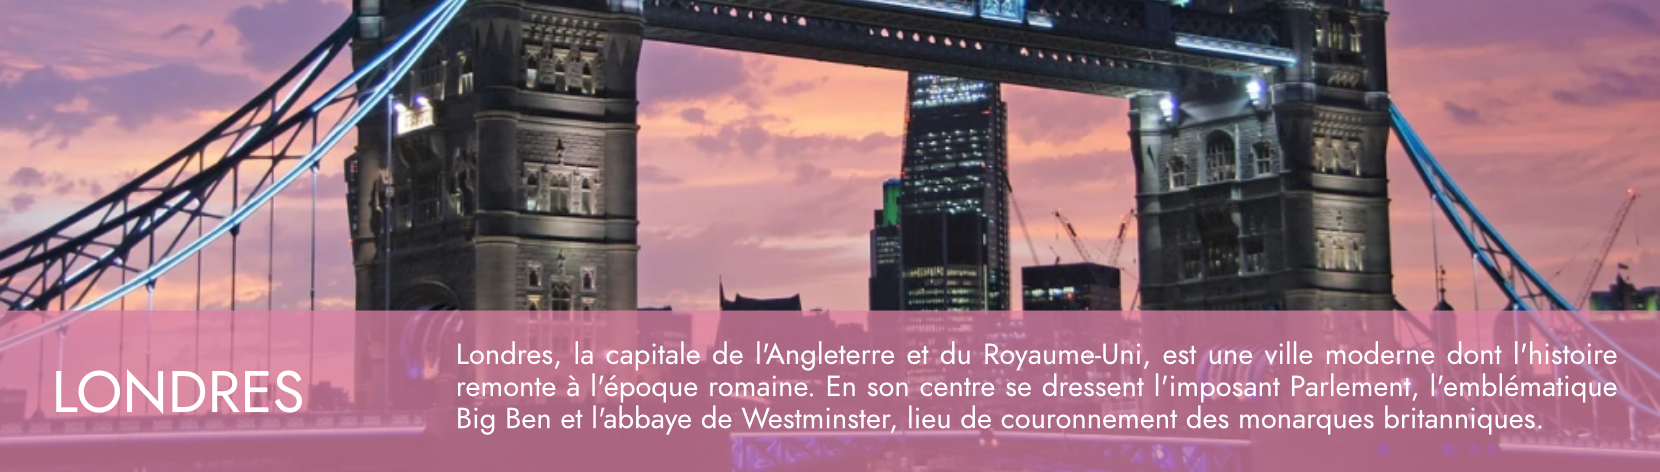 LONDRES
Londres, la capitale de l'Angleterre et du Royaume-Uni, est une ville moderne dont l'histoire
remonte à l'époque romaine. En son centre se dressent l'imposant Parlement, l'emblématique
Big Ben et l'abbaye de Westminster, lieu de couronnement des monarques britanniques.